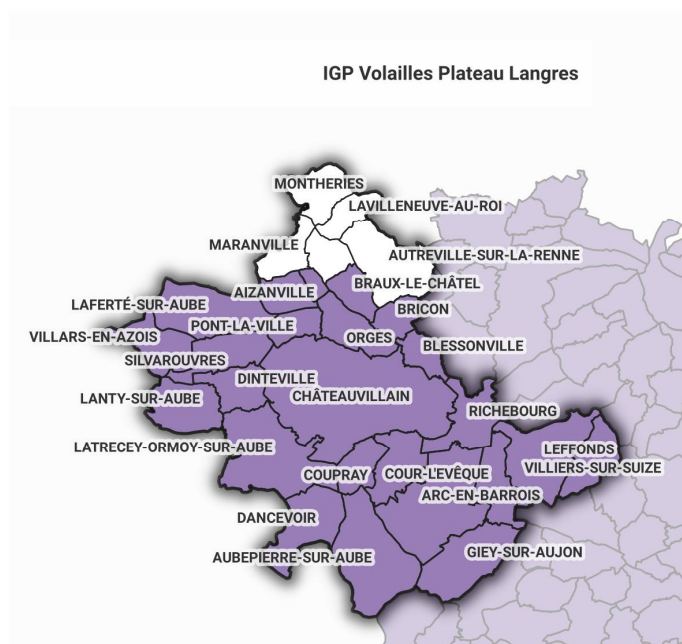 IGP Volailles Plateau Langres
MONTHERIES
LAVILLENEUVE-AU-ROI
MARANVILLE
AUTREVILLE-SUR-LA-RENNE
BRAUX-LE-CHÂTEL
AIZANVILLE
LAFERTÉ-SUR-AUBE
BRICON
PONT-LA-VILLE
VILLARS-EN-AZOIS
ORGES
BLESSONVILLE
SILVAROUVRES
DINTEVILLE
LANTY-SUR-AUBE
CHÂTEAUVILLAIN
RICHEBOURG
LATRECEY-ORMOY-SUR-AUBE
LEFFONDS
VILLIERS-SUR-SUIZE
COUPRAY
COUR-L'EVÊQUE
ARC-EN-BARROIS
DANCEVOIR
GIEY-SUR-AUJON
AUBEPIERRE-SUR-AUBE